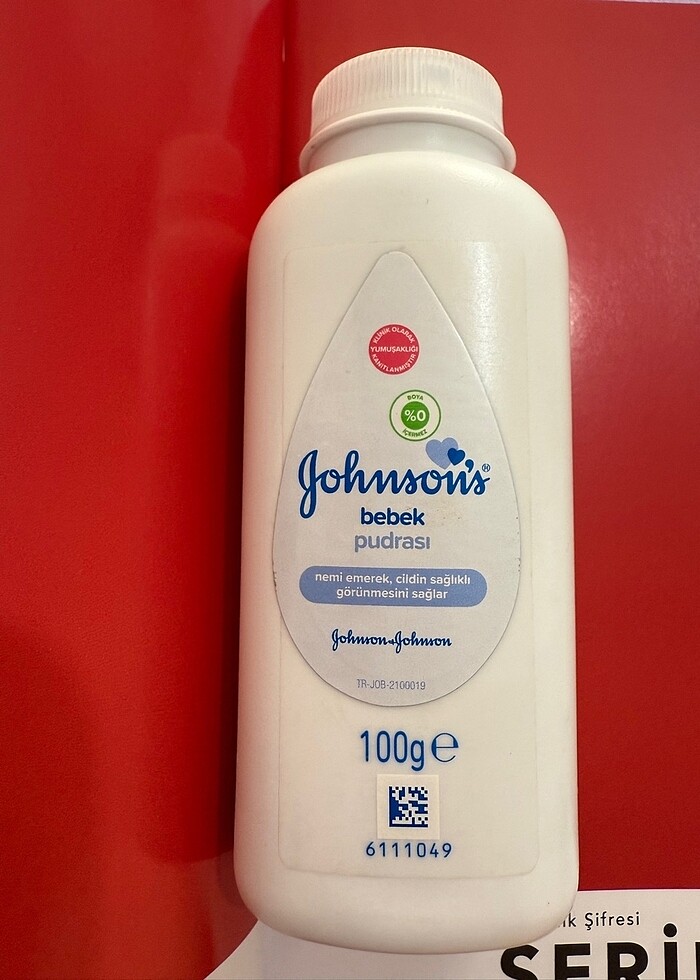 KLİNİK OLARAK
YUMUŞAKLIĞI
KANITLANMIŞTIR
BOYA
%0
İÇERMEZ
Johnson's®
bebek
pudrası
nemi emerek, cildin sağlıklı
görünmesini sağlar
Johnson & Johnson
TR-JOB-2100019
100g ℮
6111049
Şifresi